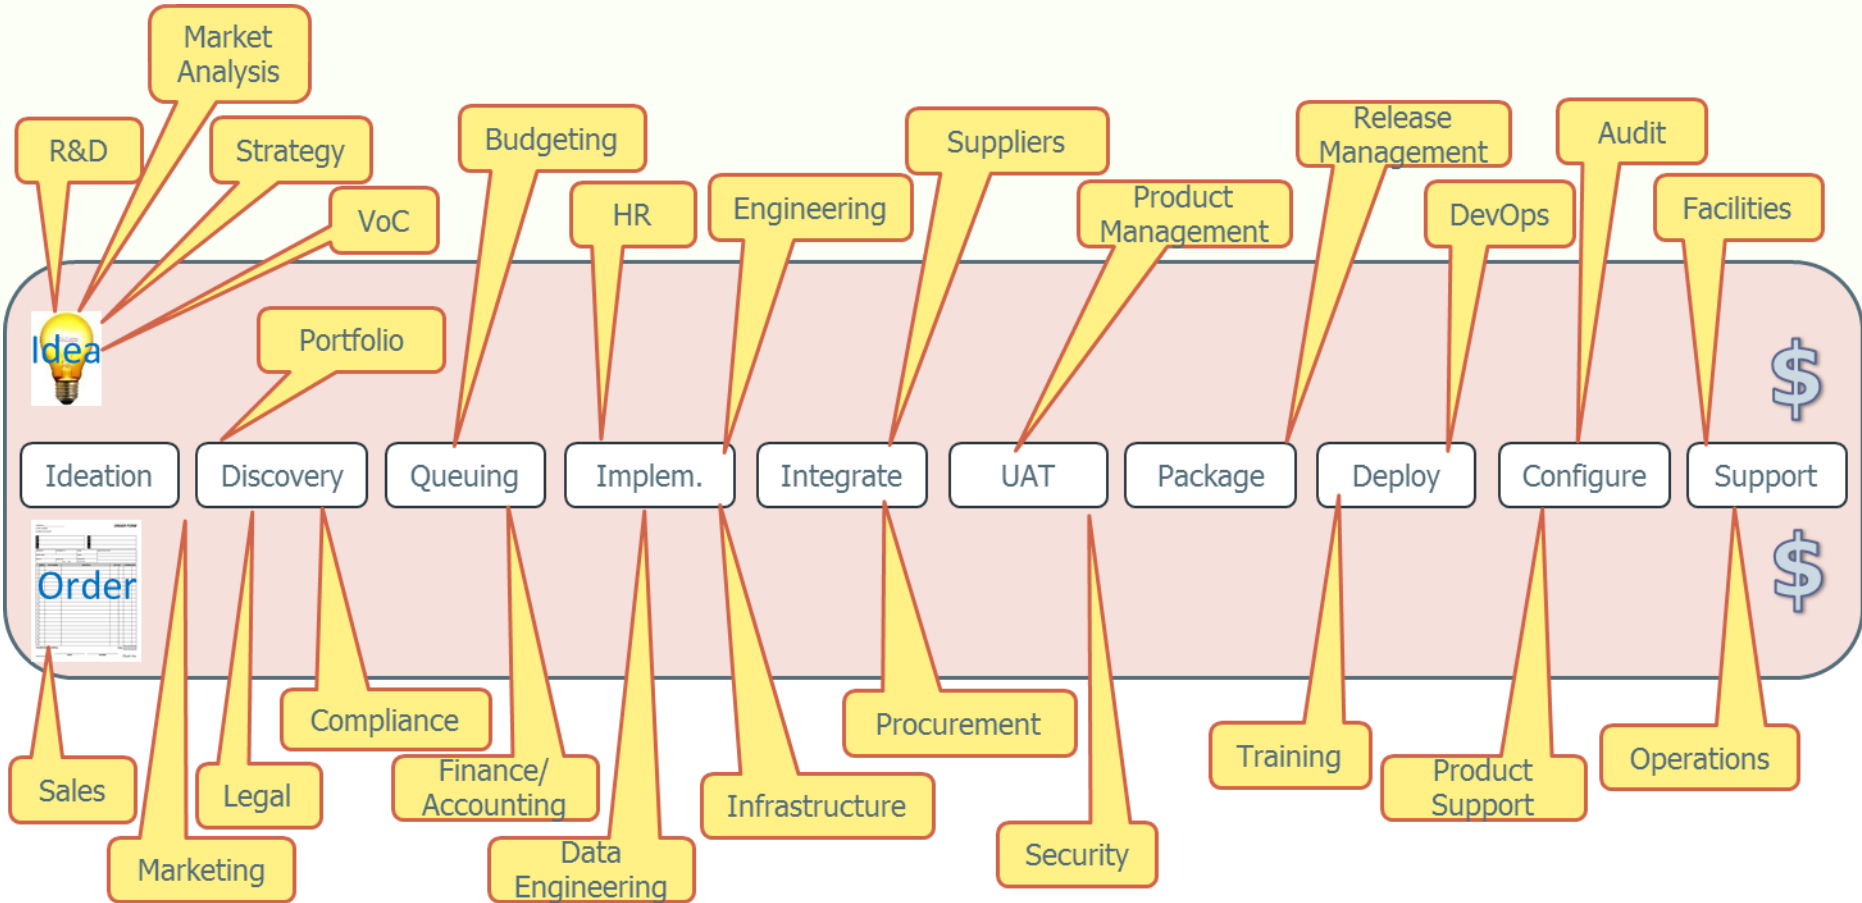 Market
Analysis
R&D
Strategy
VoC
Budgeting
HR
Engineering
Suppliers
Product
Management
Release
Management
DevOps
Audit
Facilities
Idea
Portfolio
$
Ideation
Discovery
Queuing
Implem.
Integrate
UAT
Package
Deploy
Configure
Support
ORDER FORM
Order
$
Sales
Marketing
Legal
Compliance
Finance/
Accounting
Data
Engineering
Infrastructure
Procurement
Security
Training
Product
Support
Operations